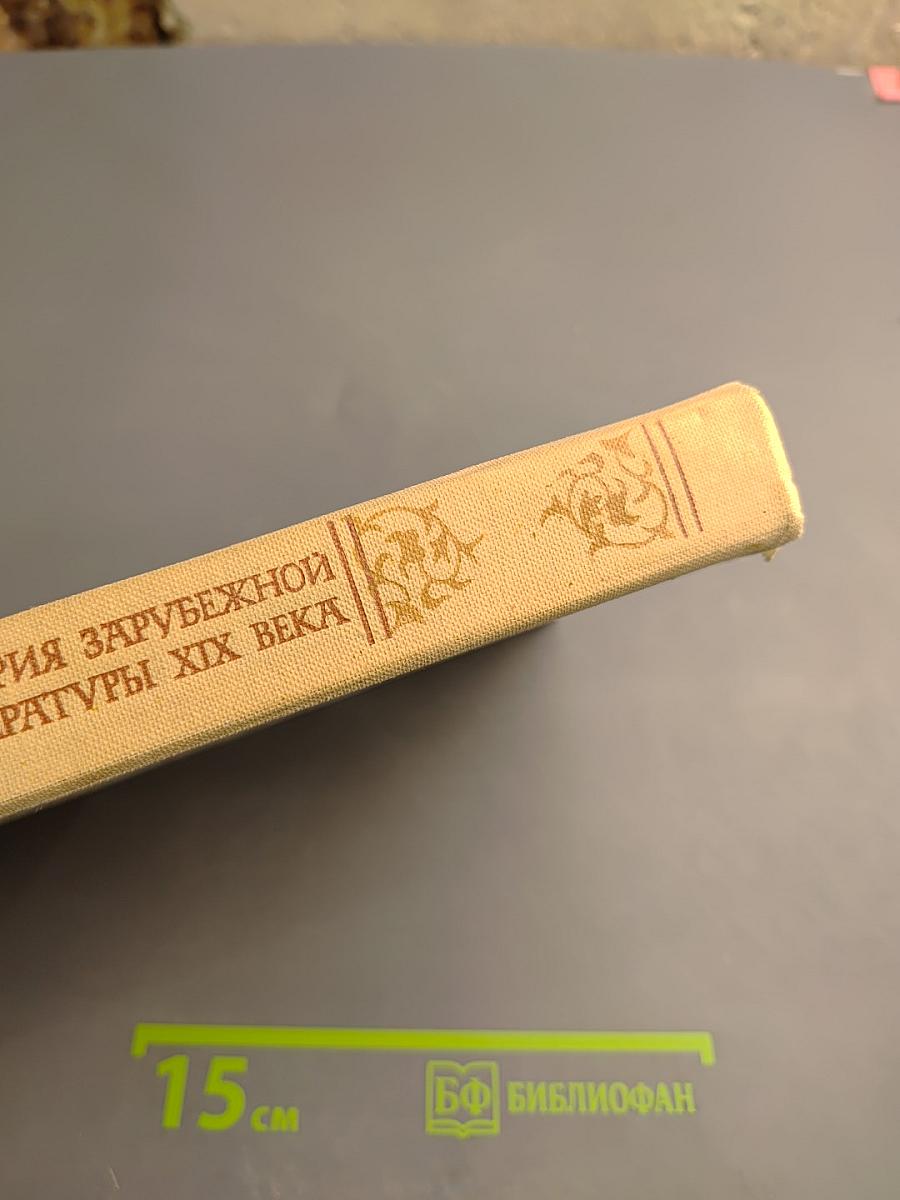 РИЯ ЗАРУБЕЖНОЙ
РАТУРЫ XIX ВЕКА
15 см
БФ БИБЛИОФАН